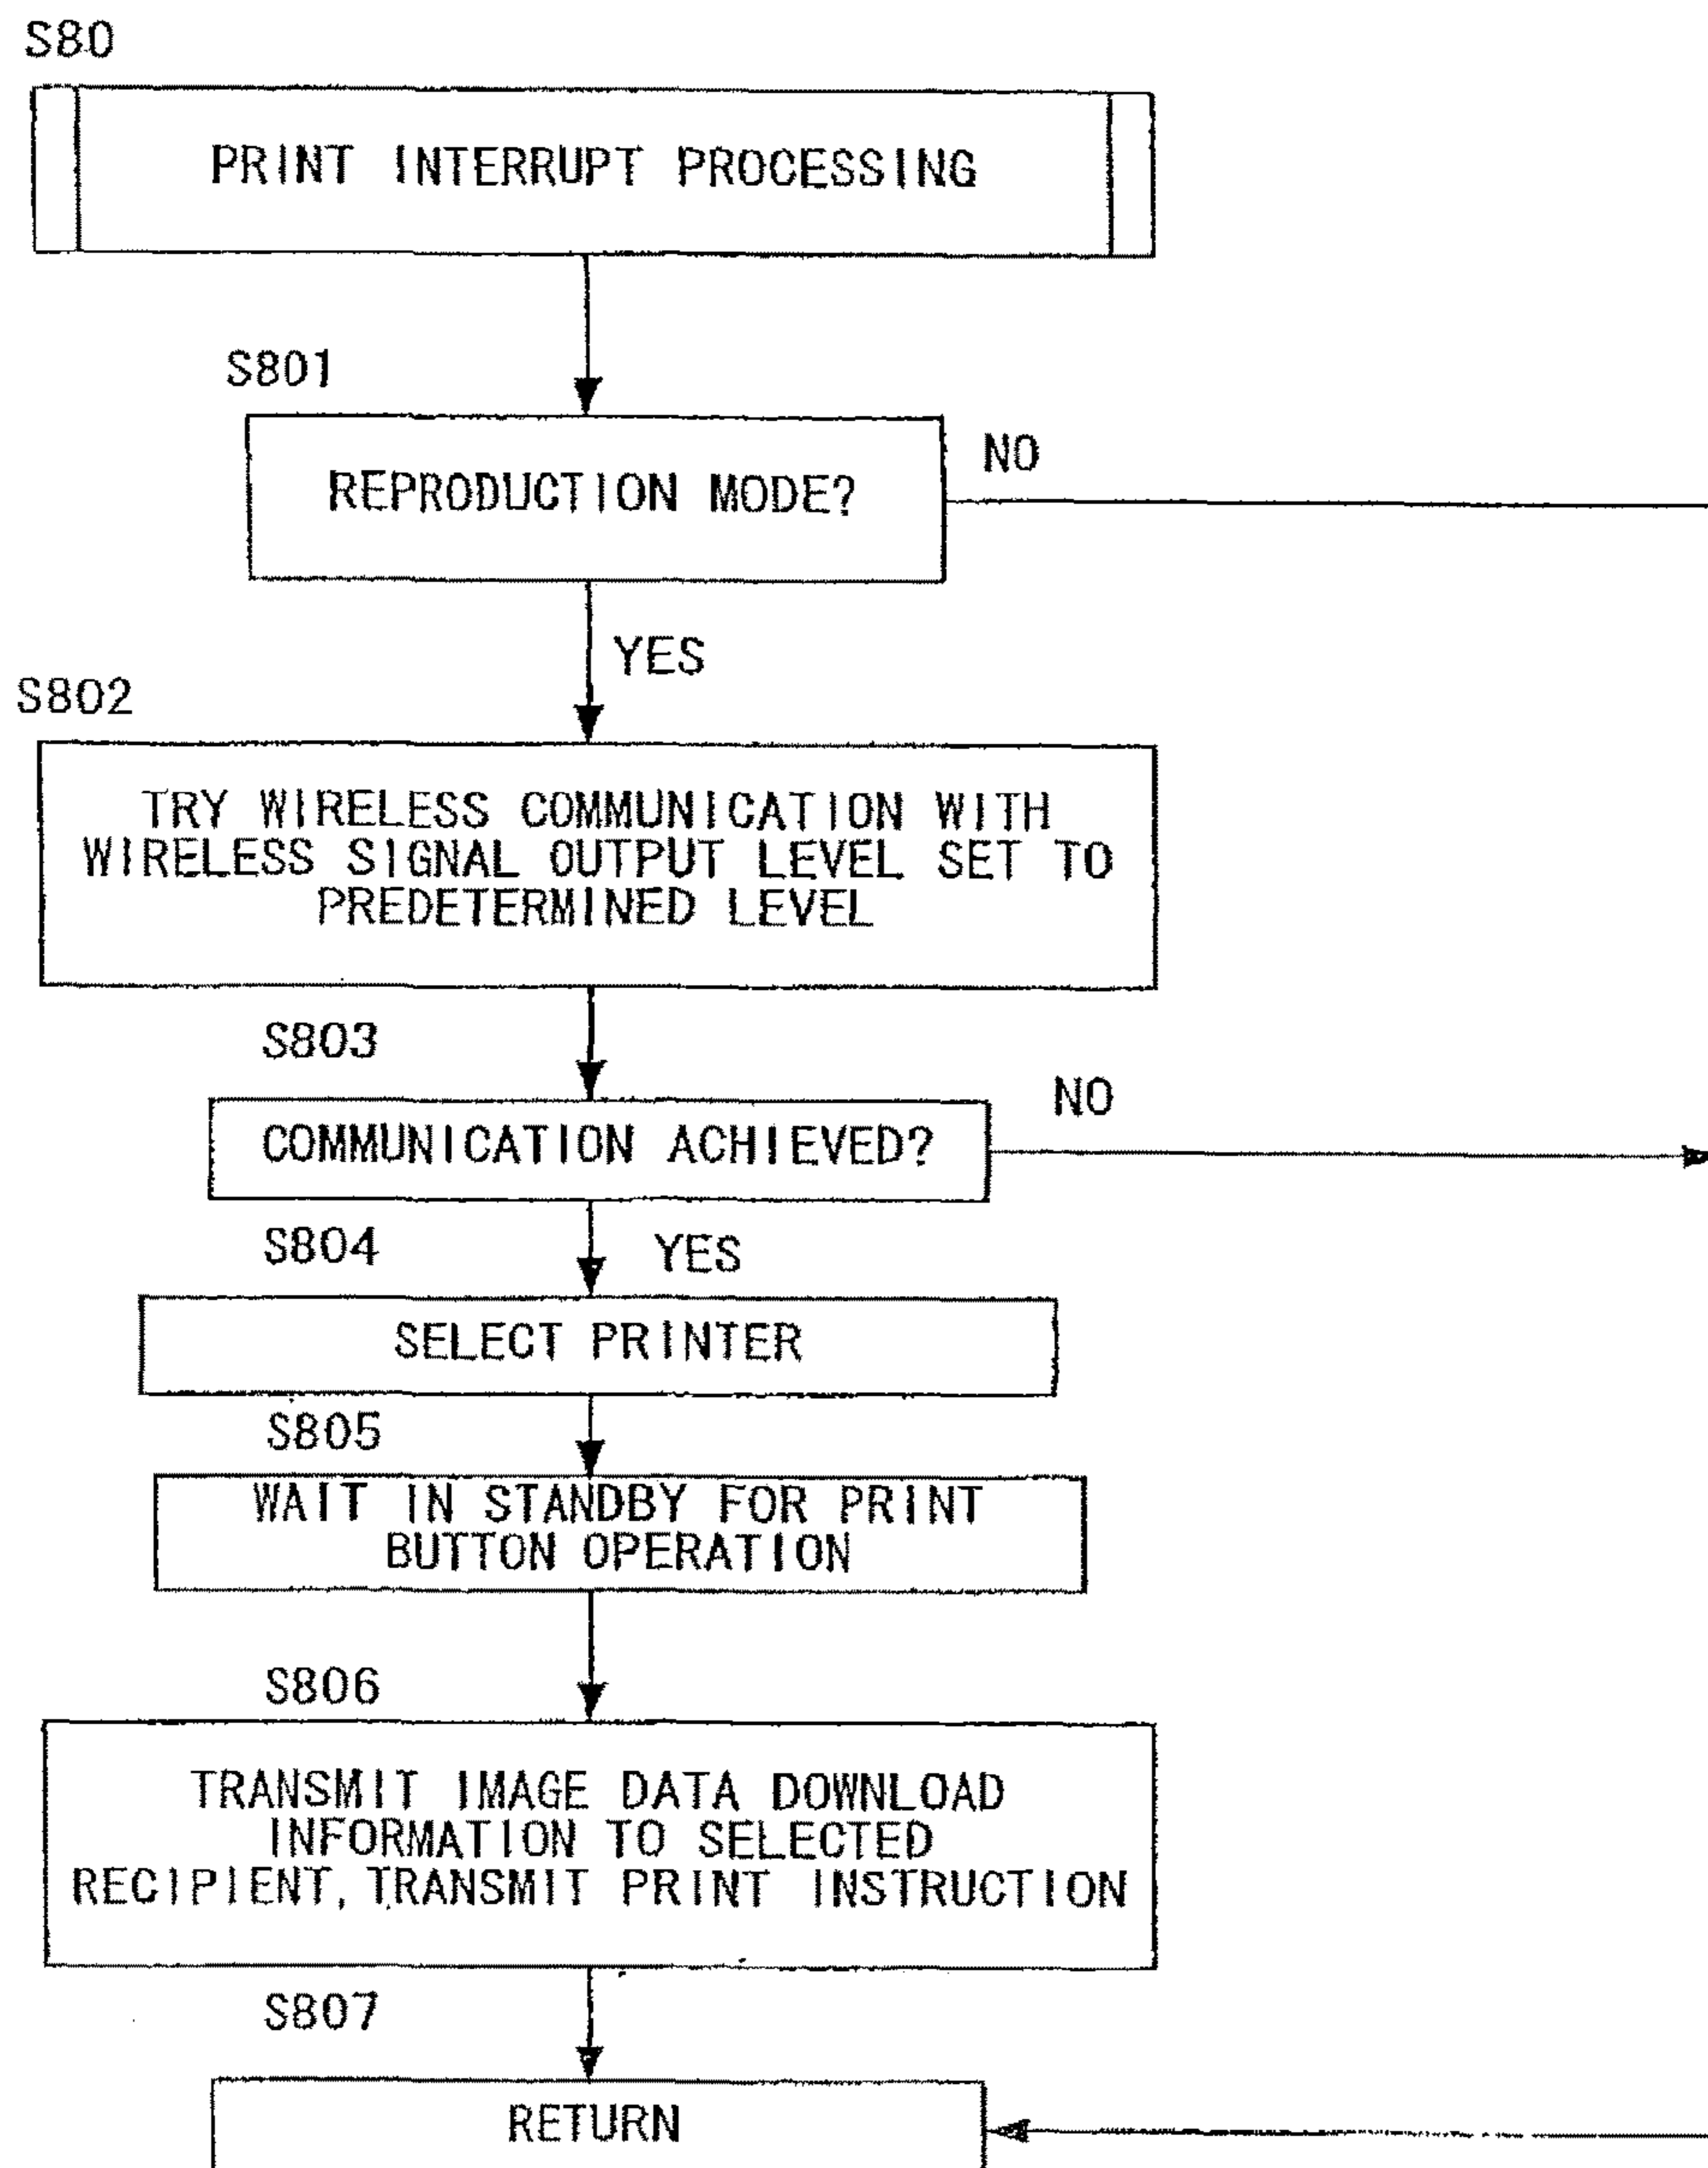 S80
PRINT INTERRUPT PROCESSING
S801
REPRODUCTION MODE?
NO
YES
S802
TRY WIRELESS COMMUNICATION WITH
WIRELESS SIGNAL OUTPUT LEVEL SET TO
PREDETERMINED LEVEL
S803
COMMUNICATION ACHIEVED?
NO
S804
YES
SELECT PRINTER
S805
WAIT IN STANDBY FOR PRINT
BUTTON OPERATION
S806
TRANSMIT IMAGE DATA DOWNLOAD
INFORMATION TO SELECTED
RECIPIENT, TRANSMIT PRINT INSTRUCTION
S807
RETURN